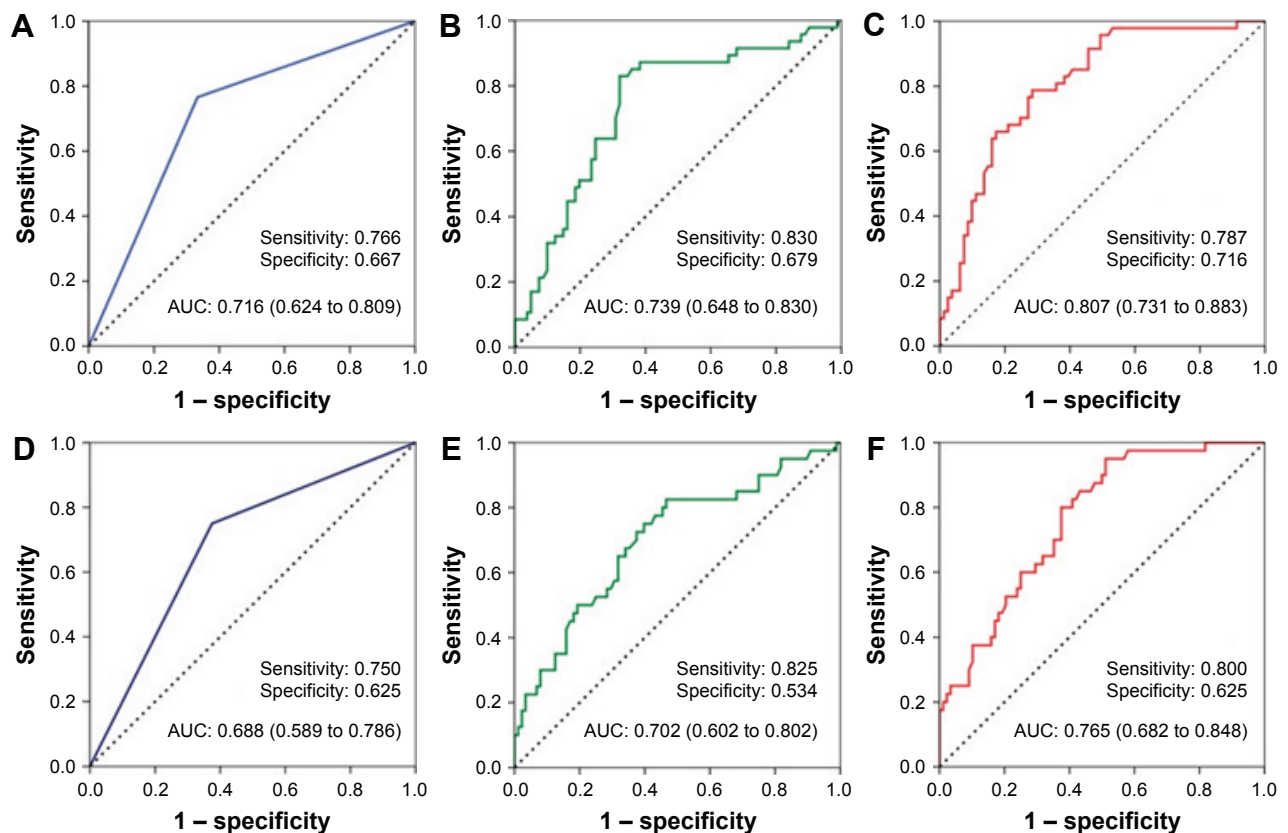 A
1.0
0.8
0.6
0.4
0.2
0.0
Sensitivity
Sensitivity: 0.766
Specificity: 0.667
AUC: 0.716 (0.624 to 0.809)
0.0 0.2 0.4 0.6 0.8 1.0
1 – specificity
B
1.0
0.8
0.6
0.4
0.2
0.0
Sensitivity
Sensitivity: 0.830
Specificity: 0.679
AUC: 0.739 (0.648 to 0.830)
0.0 0.2 0.4 0.6 0.8 1.0
1 – specificity
C
1.0
0.8
0.6
0.4
0.2
0.0
Sensitivity
Sensitivity: 0.787
Specificity: 0.716
AUC: 0.807 (0.731 to 0.883)
0.0 0.2 0.4 0.6 0.8 1.0
1 – specificity
D
1.0
0.8
0.6
0.4
0.2
0.0
Sensitivity
Sensitivity: 0.750
Specificity: 0.625
AUC: 0.688 (0.589 to 0.786)
0.0 0.2 0.4 0.6 0.8 1.0
1 – specificity
E
1.0
0.8
0.6
0.4
0.2
0.0
Sensitivity
Sensitivity: 0.825
Specificity: 0.534
AUC: 0.702 (0.602 to 0.802)
0.0 0.2 0.4 0.6 0.8 1.0
1 – specificity
F
1.0
0.8
0.6
0.4
0.2
0.0
Sensitivity
Sensitivity: 0.800
Specificity: 0.625
AUC: 0.765 (0.682 to 0.848)
0.0 0.2 0.4 0.6 0.8 1.0
1 – specificity